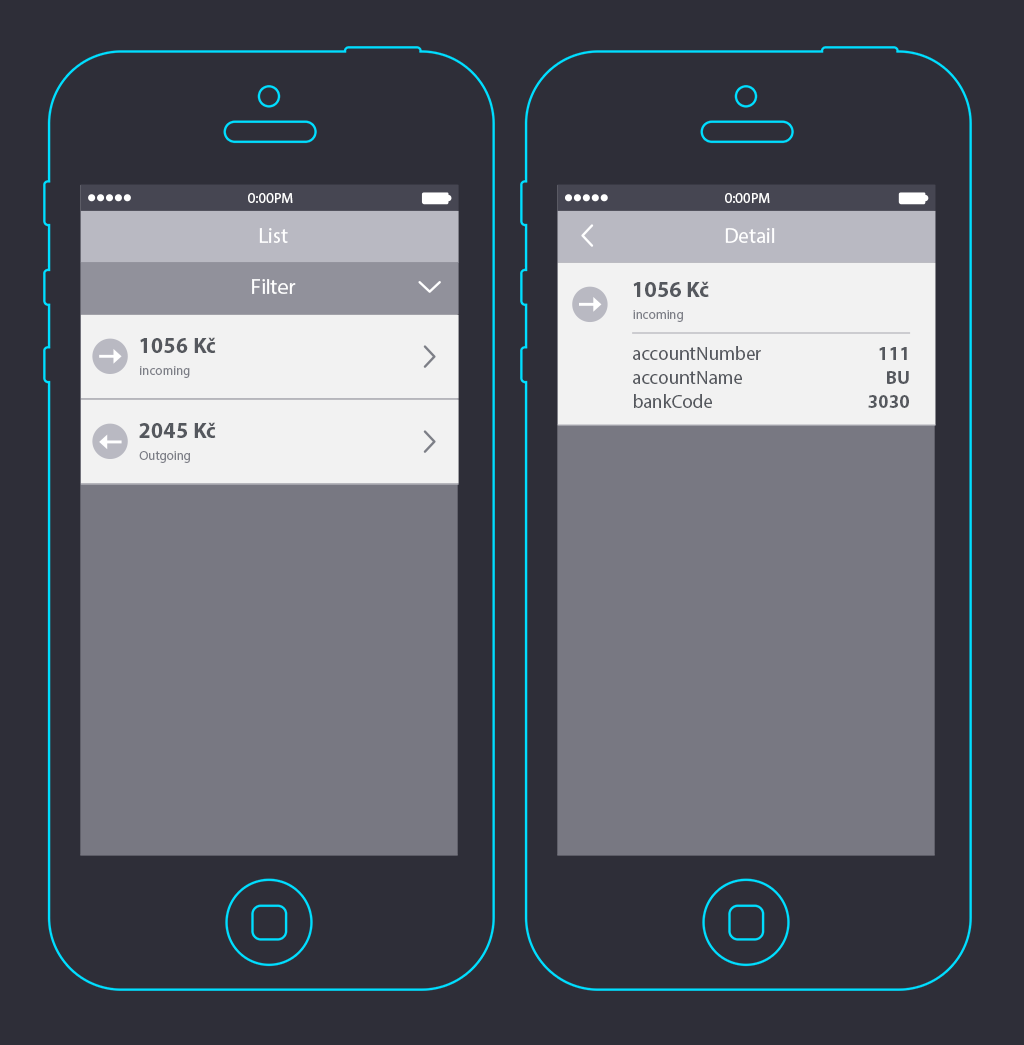 0:00PM
List
Filter
1056 Kč
incoming
2045 Kč
Outgoing
0:00PM
Detail
1056 Kč
incoming
accountNumber 111
accountName BU
bankCode 3030